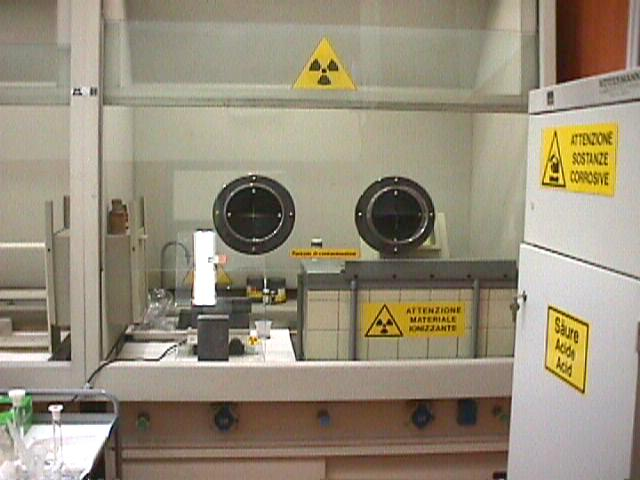 ATTENZIONE
SOSTANZE
CORROSIVE
ATTENZIONE
MATERIALE
IONIZZANTE
Säure
Acide
Acid